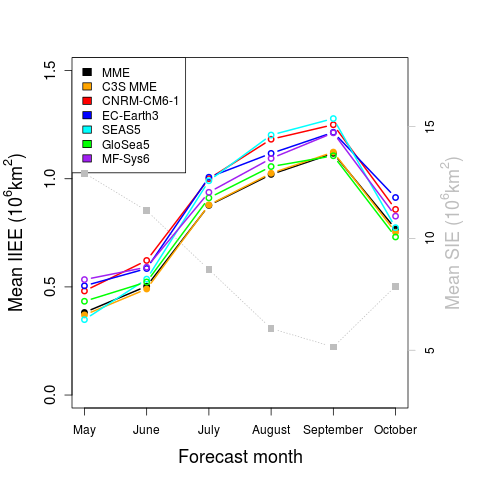 MME
C3S MME
CNRM-CM6-1
EC-Earth3
SEAS5
GloSea5
MF-Sys6
Mean IIEE (10⁶km²)
1.5
1.0
0.5
0.0
15
10
5
Mean SIE (10⁶km²)
May June July August September October
Forecast month